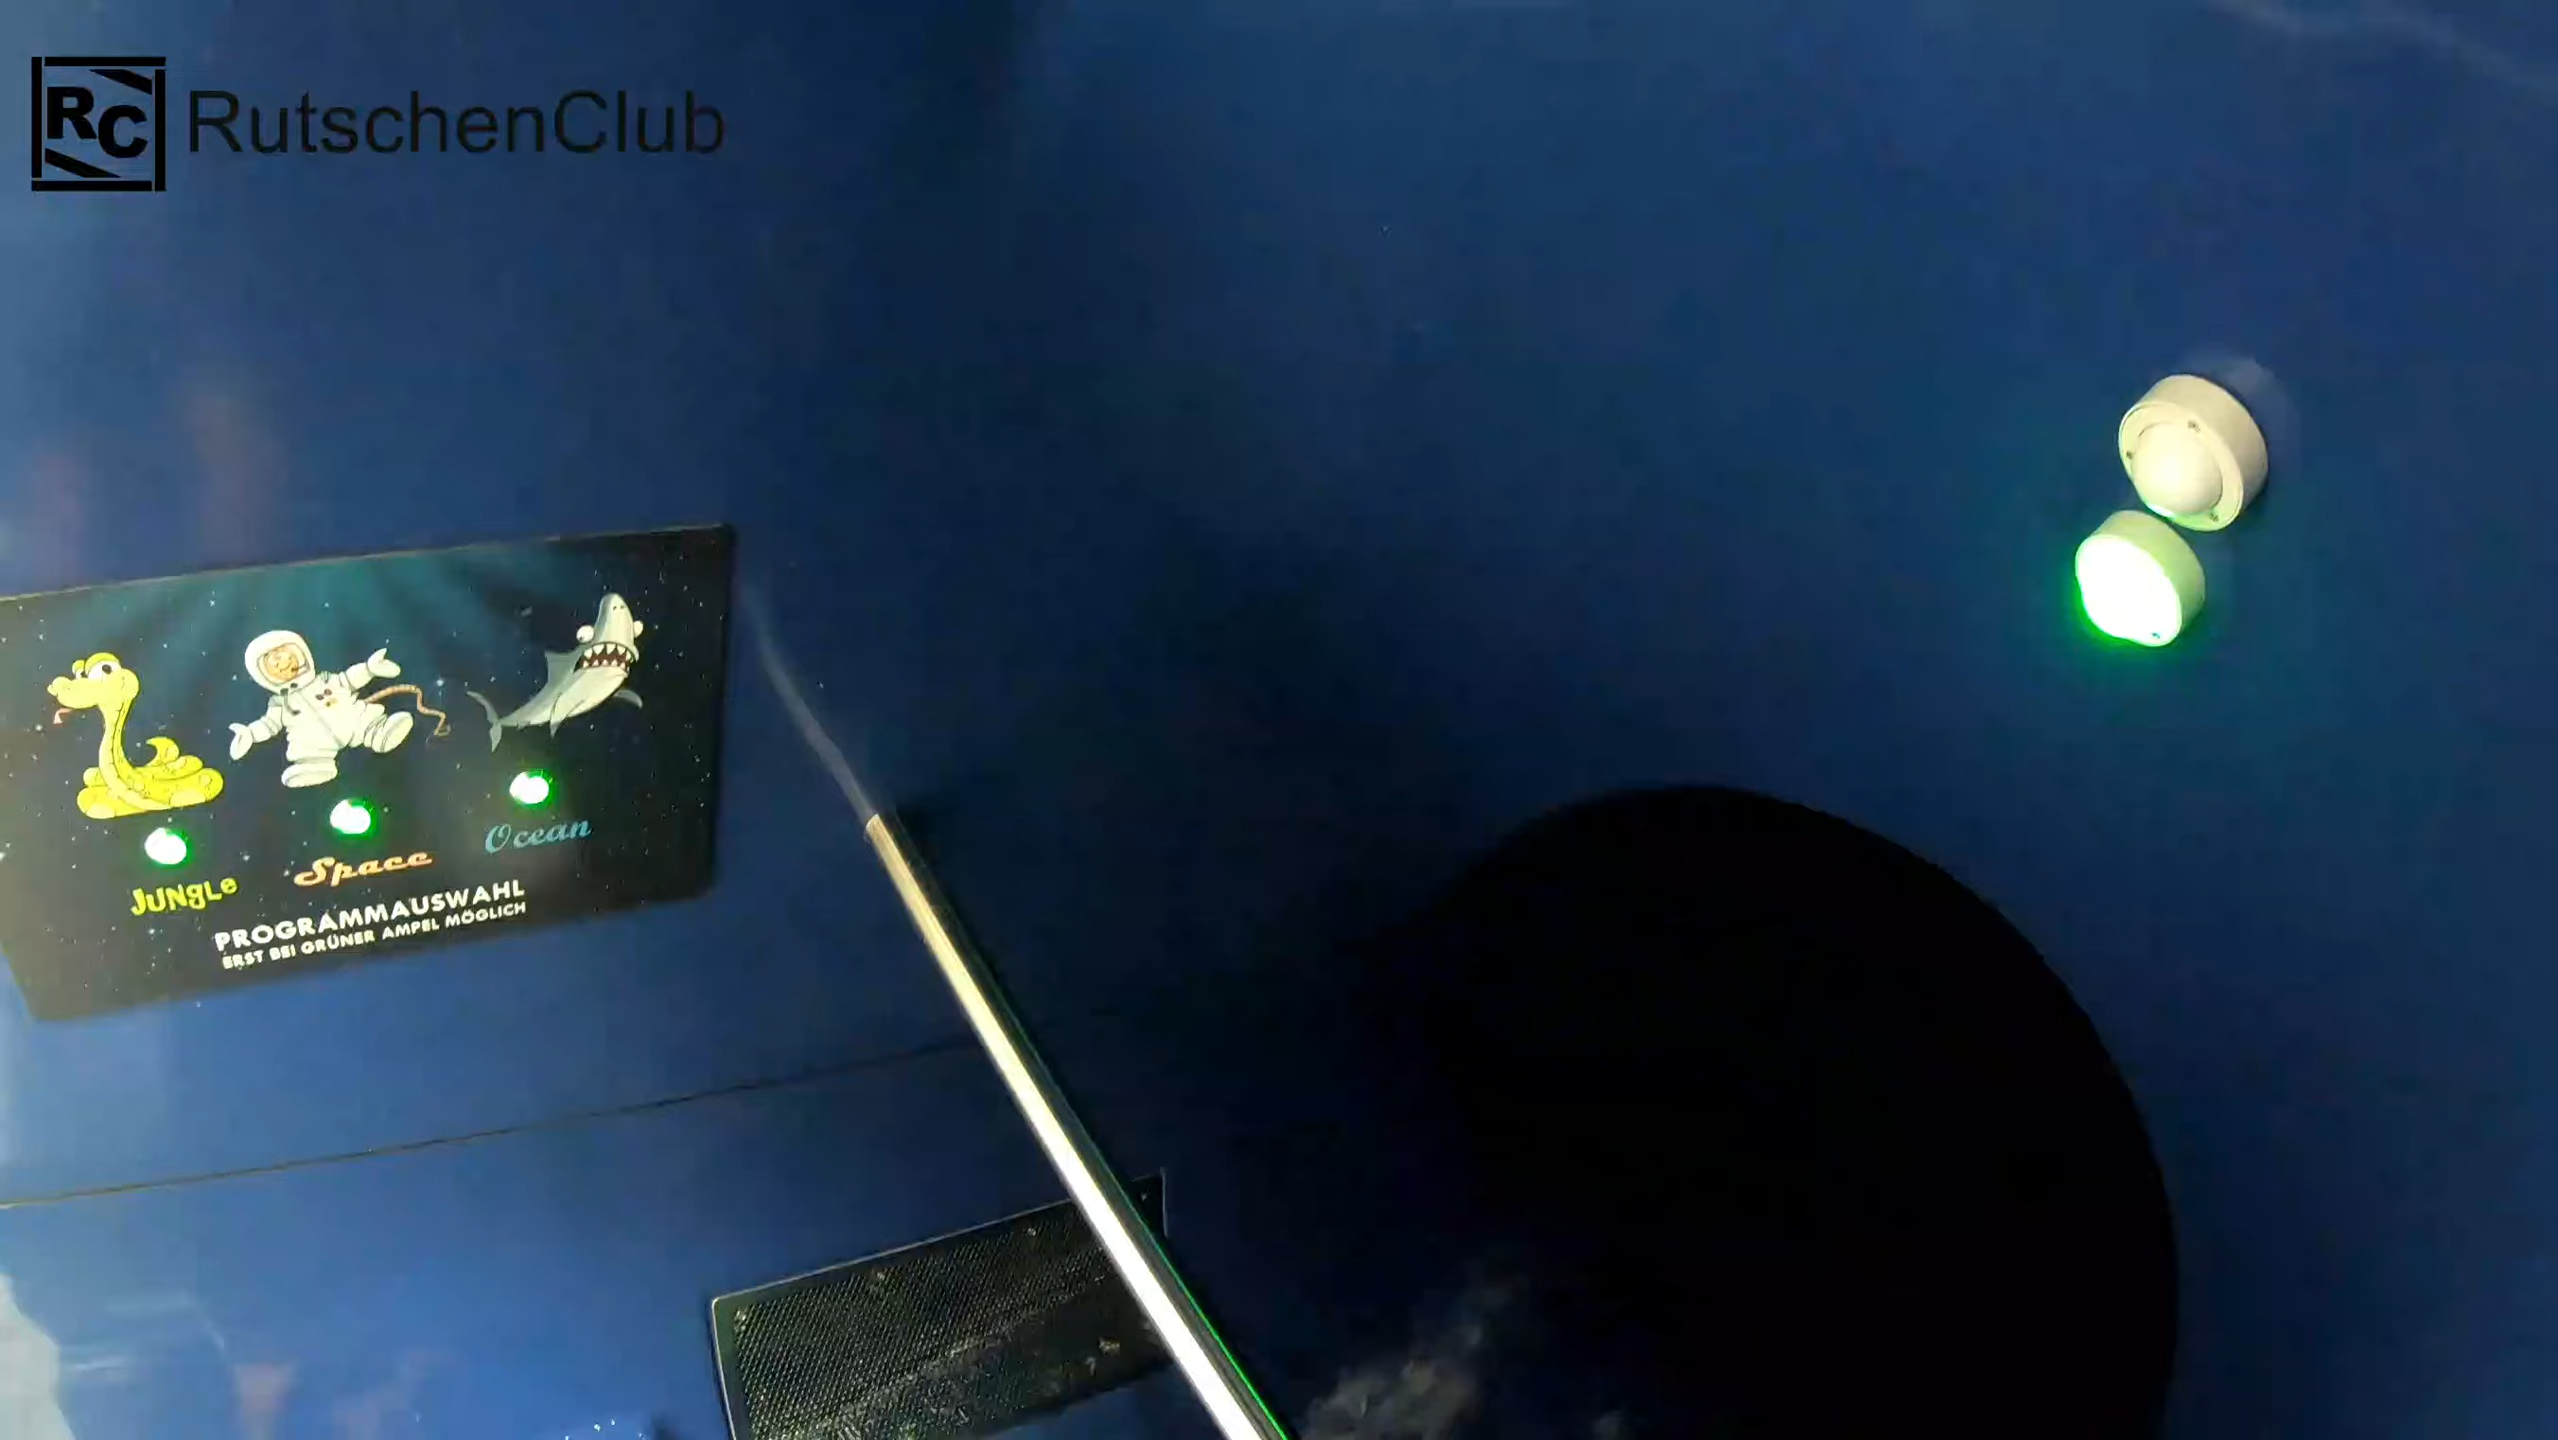 RC RutschenClub
JUNgLe
Space
Ocean
PROGRAMMAUSWAHL
ERST BEI GRÜNER AMPEL MÖGLICH